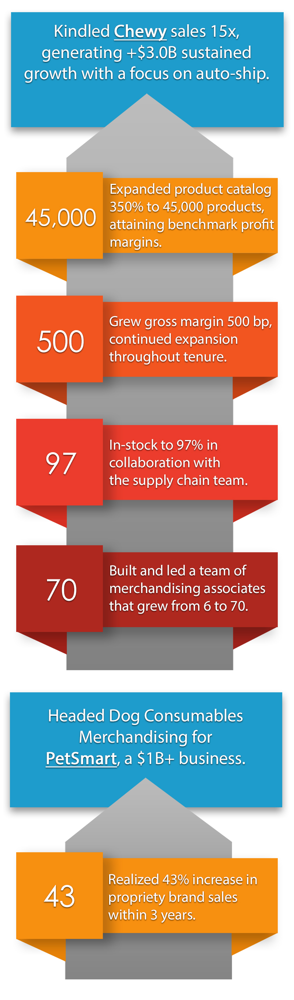 Kindled Chewy sales 15x,
generating +$3.0B sustained
growth with a focus on auto-ship.
45,000
Expanded product catalog
350% to 45,000 products,
attaining benchmark profit
margins.
500
Grew gross margin 500 bp,
continued expansion
throughout tenure.
97
In-stock to 97% in
collaboration with
the supply chain team.
70
Built and led a team of
merchandising associates
that grew from 6 to 70.
Headed Dog Consumables
Merchandising for
PetSmart, a $1B+ business.
43
Realized 43% increase in
propriety brand sales
within 3 years.